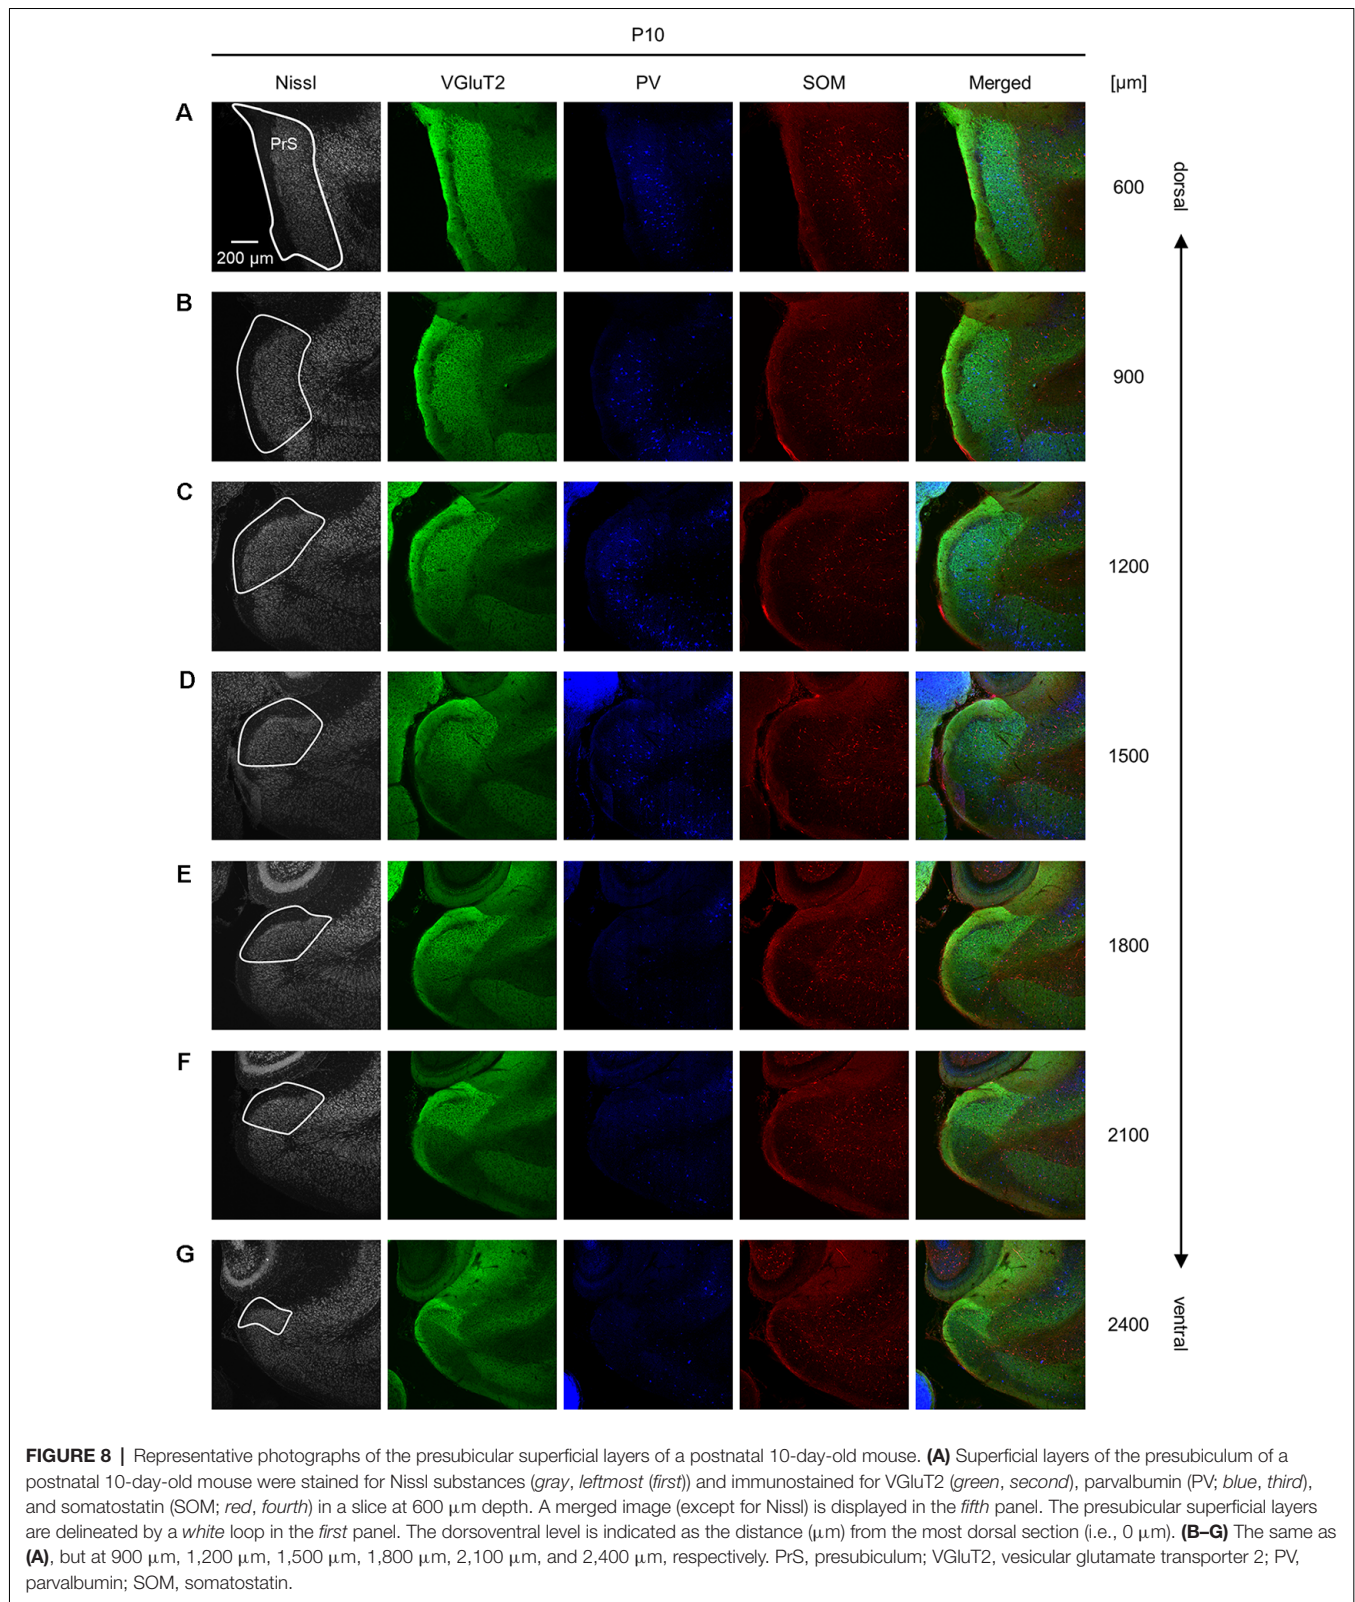 P10
Nissl VGluT2 PV SOM Merged [μm]
A PrS 200 μm 600 dorsal
B 900
C 1200
D 1500
E 1800
F 2100
G 2400 ventral
FIGURE 8 | Representative photographs of the presubicular superficial layers of a postnatal 10-day-old mouse. (A) Superficial layers of the presubiculum of a
postnatal 10-day-old mouse were stained for Nissl substances (gray, leftmost (first)) and immunostained for VGluT2 (green, second), parvalbumin (PV; blue, third),
and somatostatin (SOM; red, fourth) in a slice at 600 μm depth. A merged image (except for Nissl) is displayed in the fifth panel. The presubicular superficial layers
are delineated by a white loop in the first panel. The dorsoventral level is indicated as the distance (μm) from the most dorsal section (i.e., 0 μm). (B–G) The same as
(A), but at 900 μm, 1,200 μm, 1,500 μm, 1,800 μm, 2,100 μm, and 2,400 μm, respectively. PrS, presubiculum; VGluT2, vesicular glutamate transporter 2; PV,
parvalbumin; SOM, somatostatin.